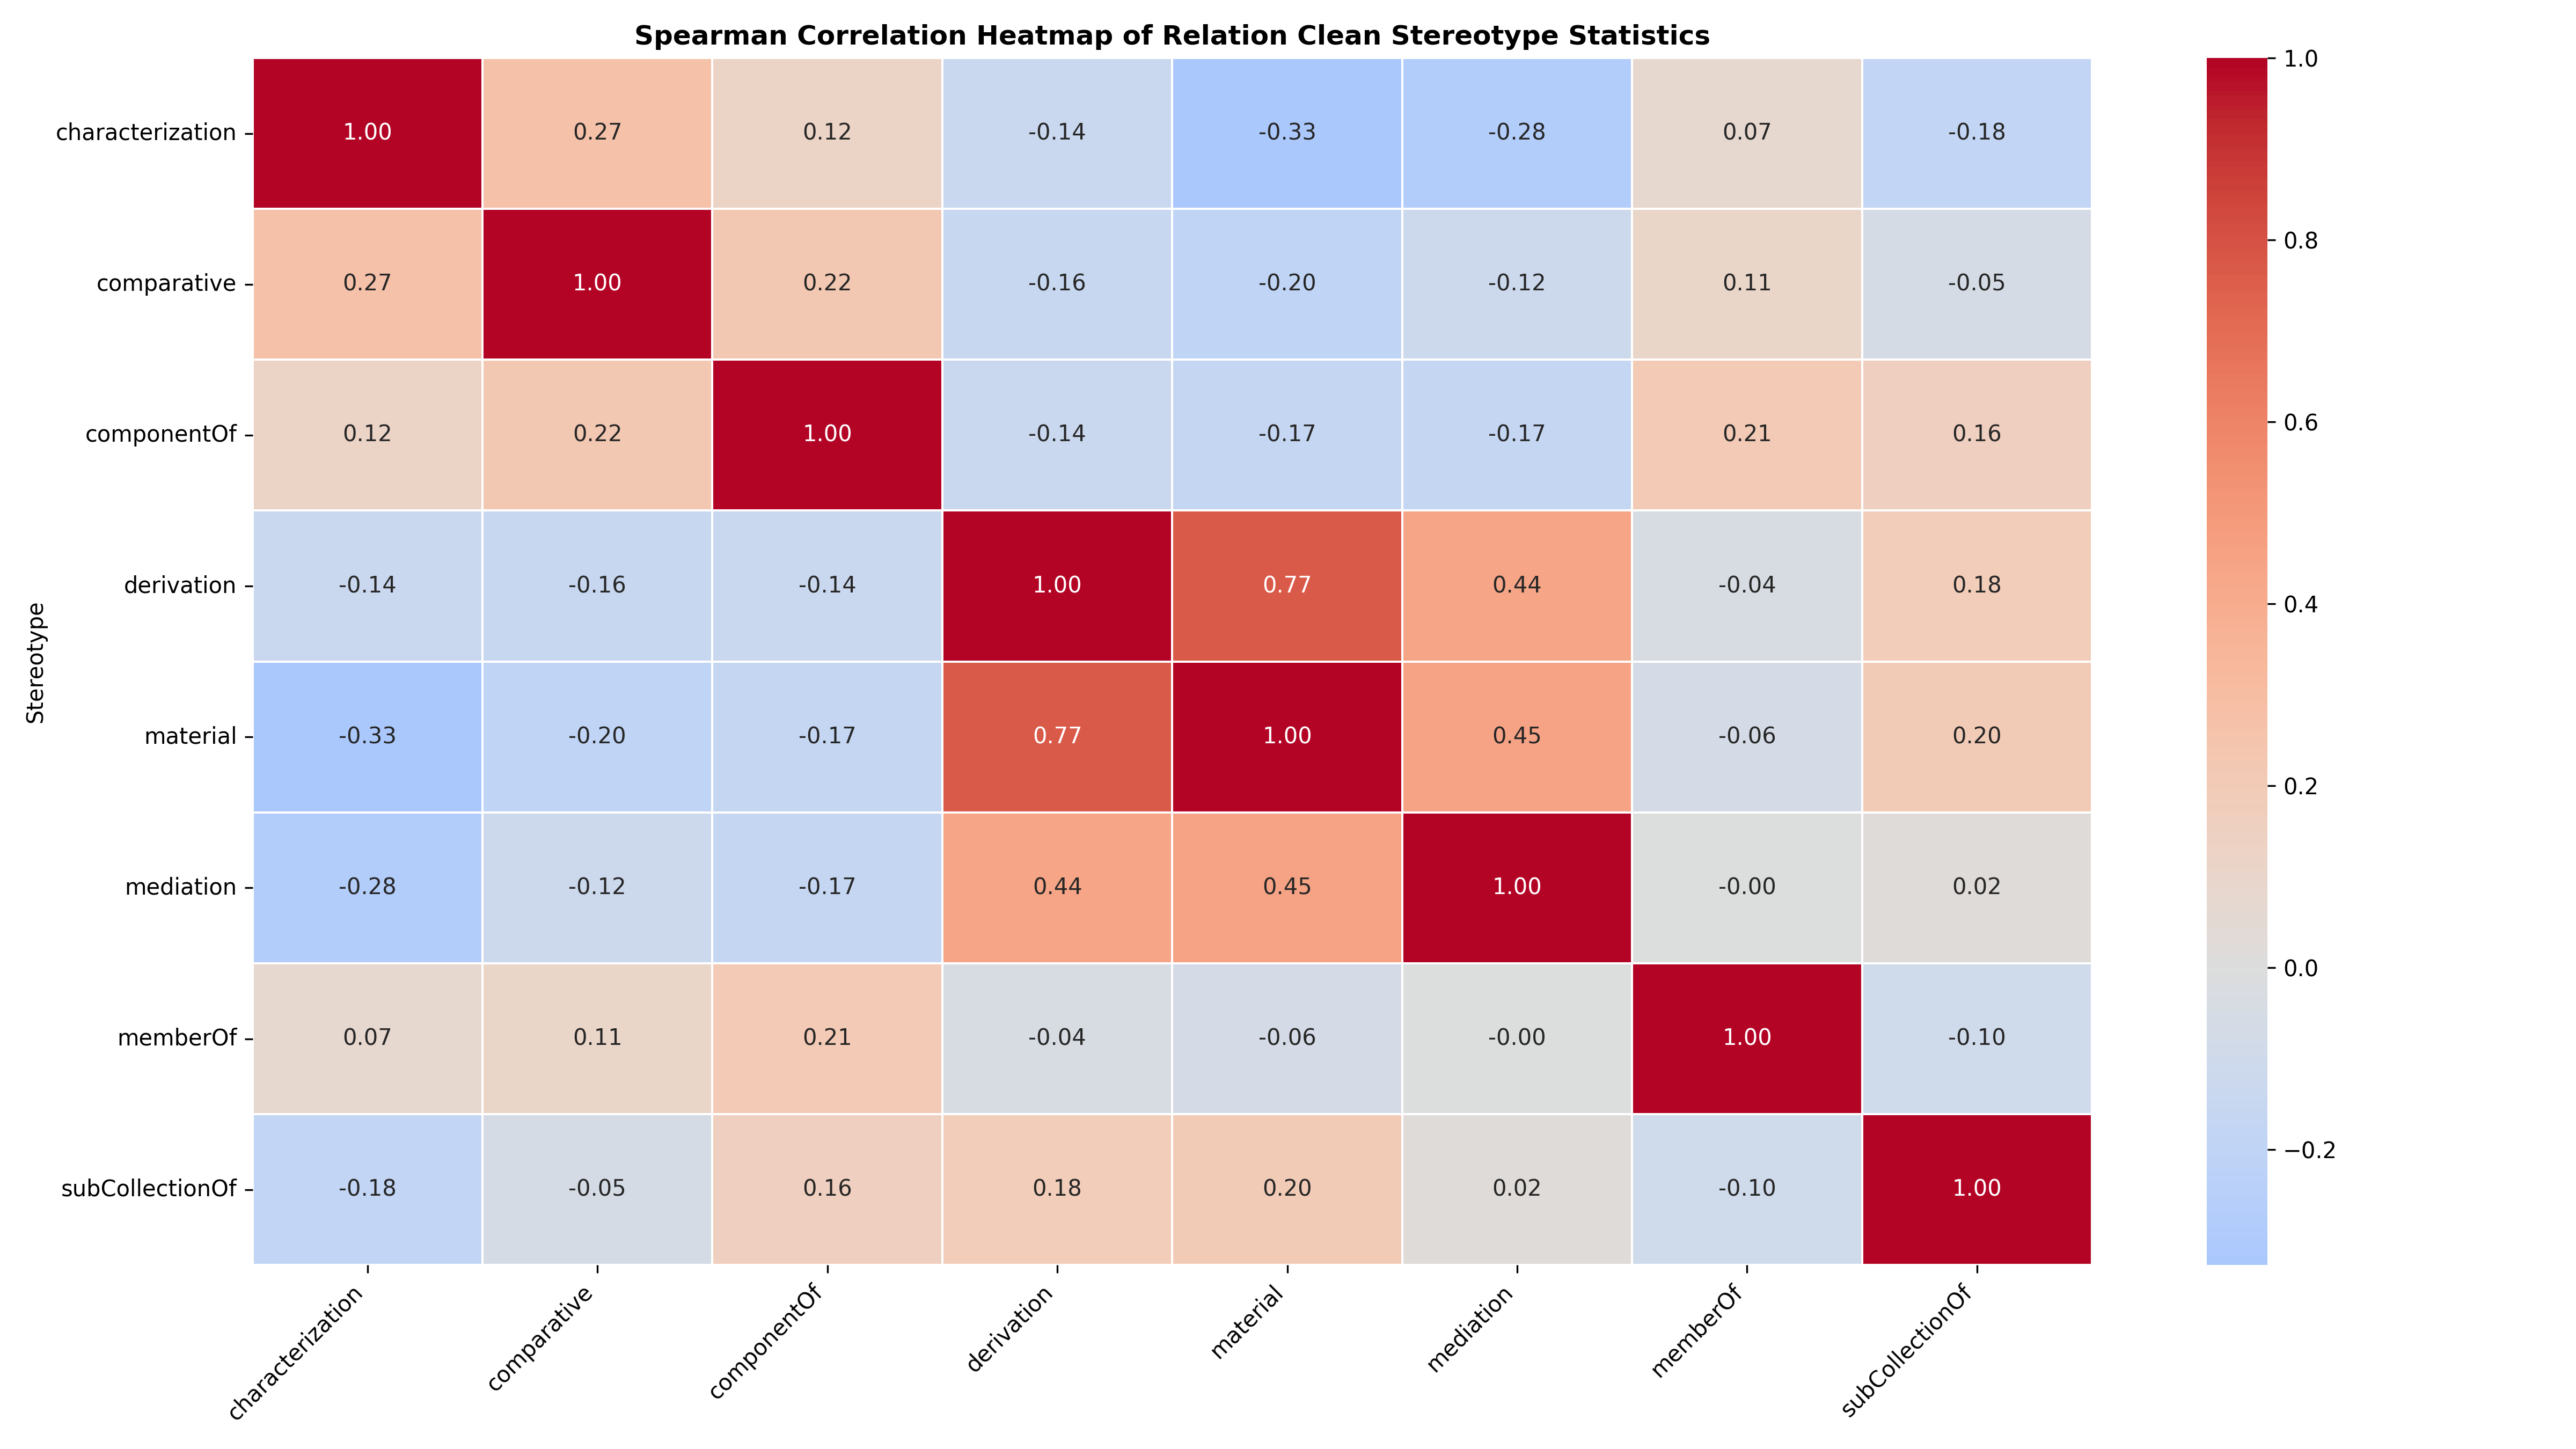 Spearman Correlation Heatmap of Relation Clean Stereotype Statistics
Stereotype
characterization 1.00 0.27 0.12 -0.14 -0.33 -0.28 0.07 -0.18
comparative 0.27 1.00 0.22 -0.16 -0.20 -0.12 0.11 -0.05
componentOf 0.12 0.22 1.00 -0.14 -0.17 -0.17 0.21 0.16
derivation -0.14 -0.16 -0.14 1.00 0.77 0.44 -0.04 0.18
material -0.33 -0.20 -0.17 0.77 1.00 0.45 -0.06 0.20
mediation -0.28 -0.12 -0.17 0.44 0.45 1.00 -0.00 0.02
memberOf 0.07 0.11 0.21 -0.04 -0.06 -0.00 1.00 -0.10
subCollectionOf -0.18 -0.05 0.16 0.18 0.20 0.02 -0.10 1.00
characterization comparative componentOf derivation material mediation memberOf subCollectionOf
1.0
0.8
0.6
0.4
0.2
0.0
−0.2